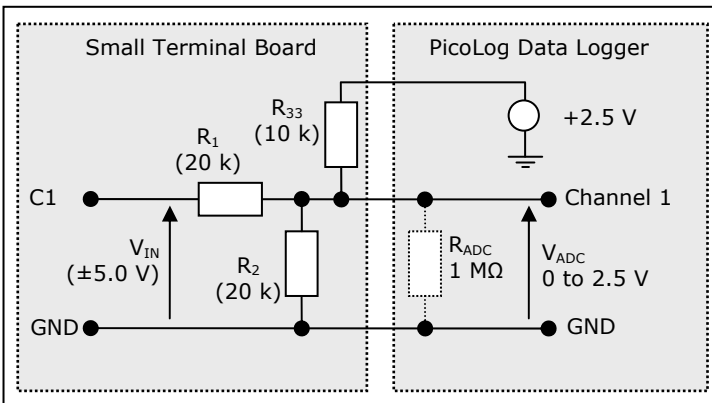 Small Terminal Board
PicoLog Data Logger
R33
(10 k)
+2.5 V
R1
(20 k)
C1
Channel 1
VIN
(±5.0 V)
R2
(20 k)
RADC
1 MΩ
VADC
0 to 2.5 V
GND
GND